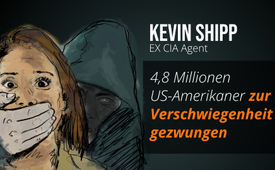 KEVIN SHIPP
EX CIA Agent
4,8 Millionen
US-Amerikaner zur
Verschwiegenheit
gezwungen